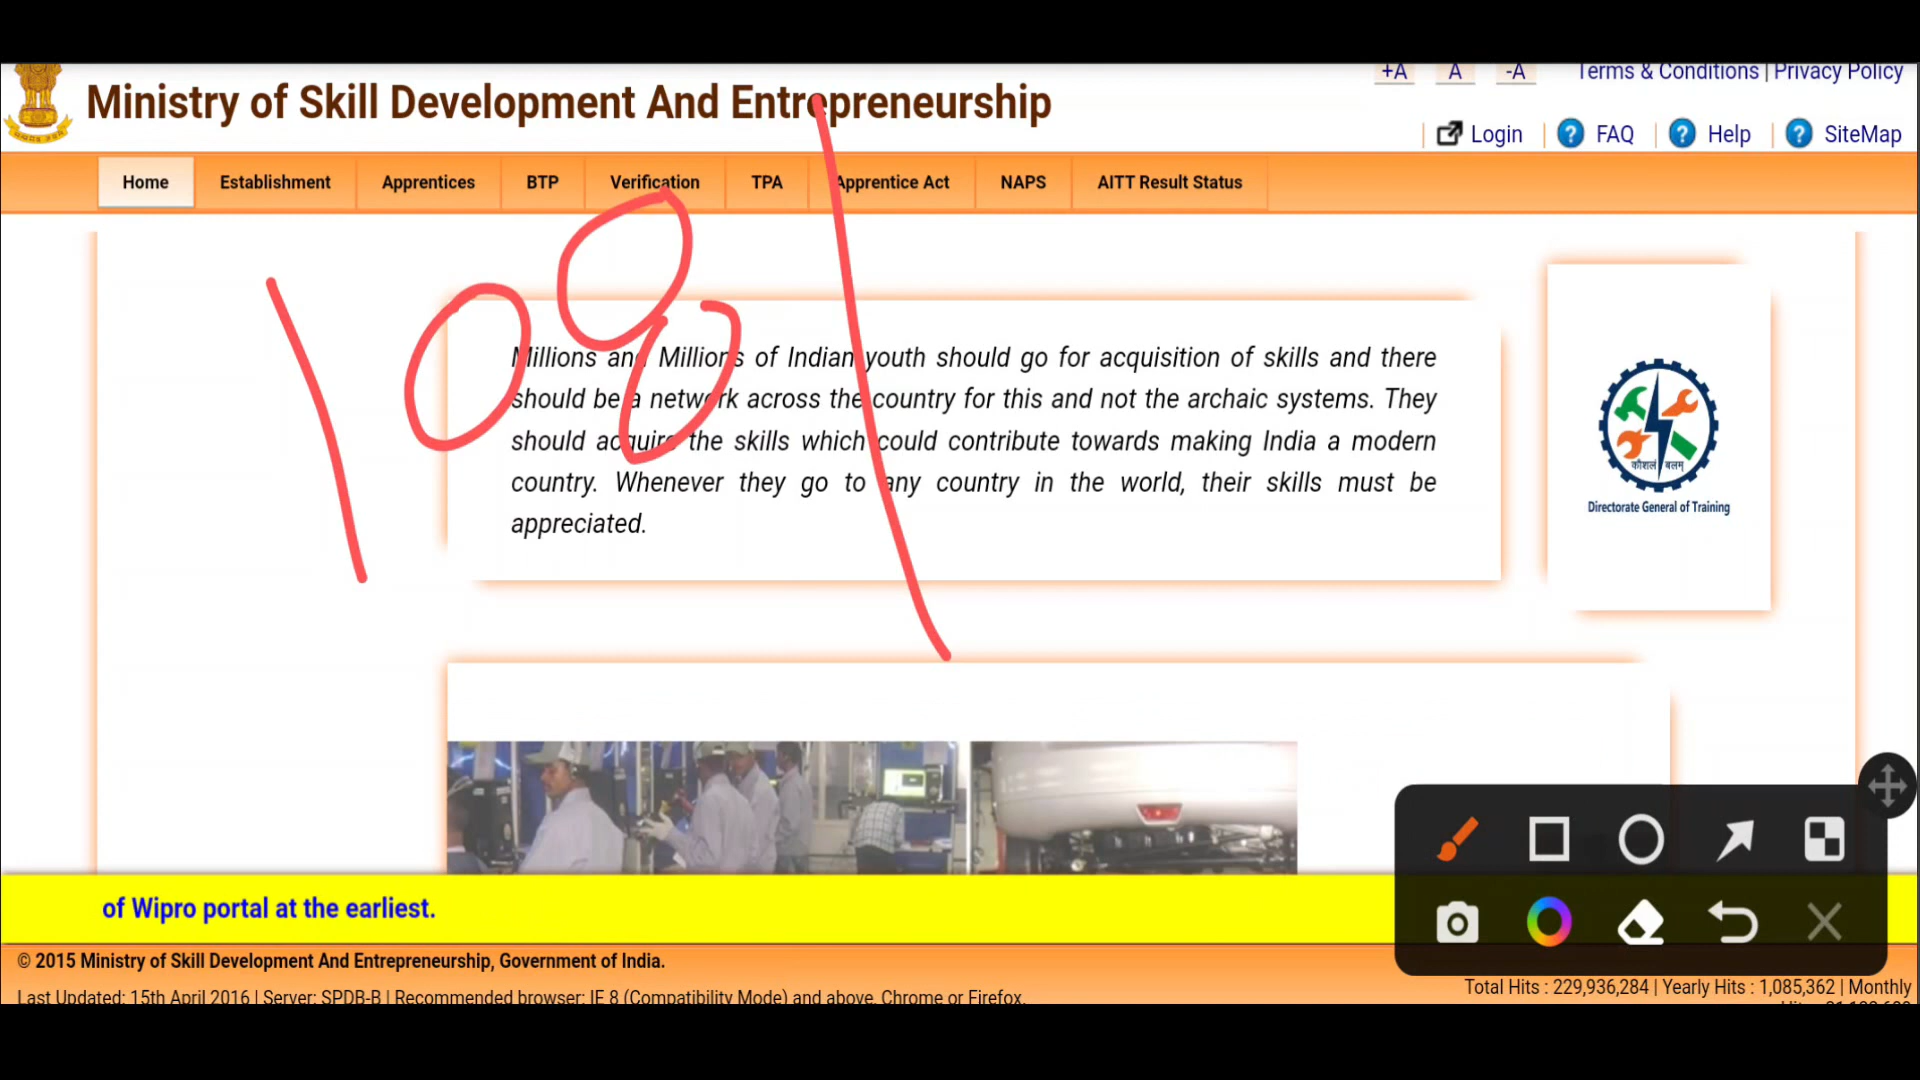 +A A -A Terms & Conditions | Privacy Policy
Ministry of Skill Development And Entrepreneurship
Login FAQ Help SiteMap
Home Establishment Apprentices BTP Verification TPA Apprentice Act NAPS AITT Result Status
108
Millions and Millions of Indian youth should go for acquisition of skills and there
should be a network across the country for this and not the archaic systems. They
should acquire the skills which could contribute towards making India a modern
country. Whenever they go to any country in the world, their skills must be
appreciated.
कौशलं बलम्
Directorate General of Training
of Wipro portal at the earliest.
© 2015 Ministry of Skill Development And Entrepreneurship, Government of India.
Last Updated: 15th April 2016 | Server: SPDB-B | Recommended browser: IE 8 (Compatibility Mode) and above, Chrome or Firefox.
Total Hits : 229,936,284 | Yearly Hits : 1,085,362 | Monthly